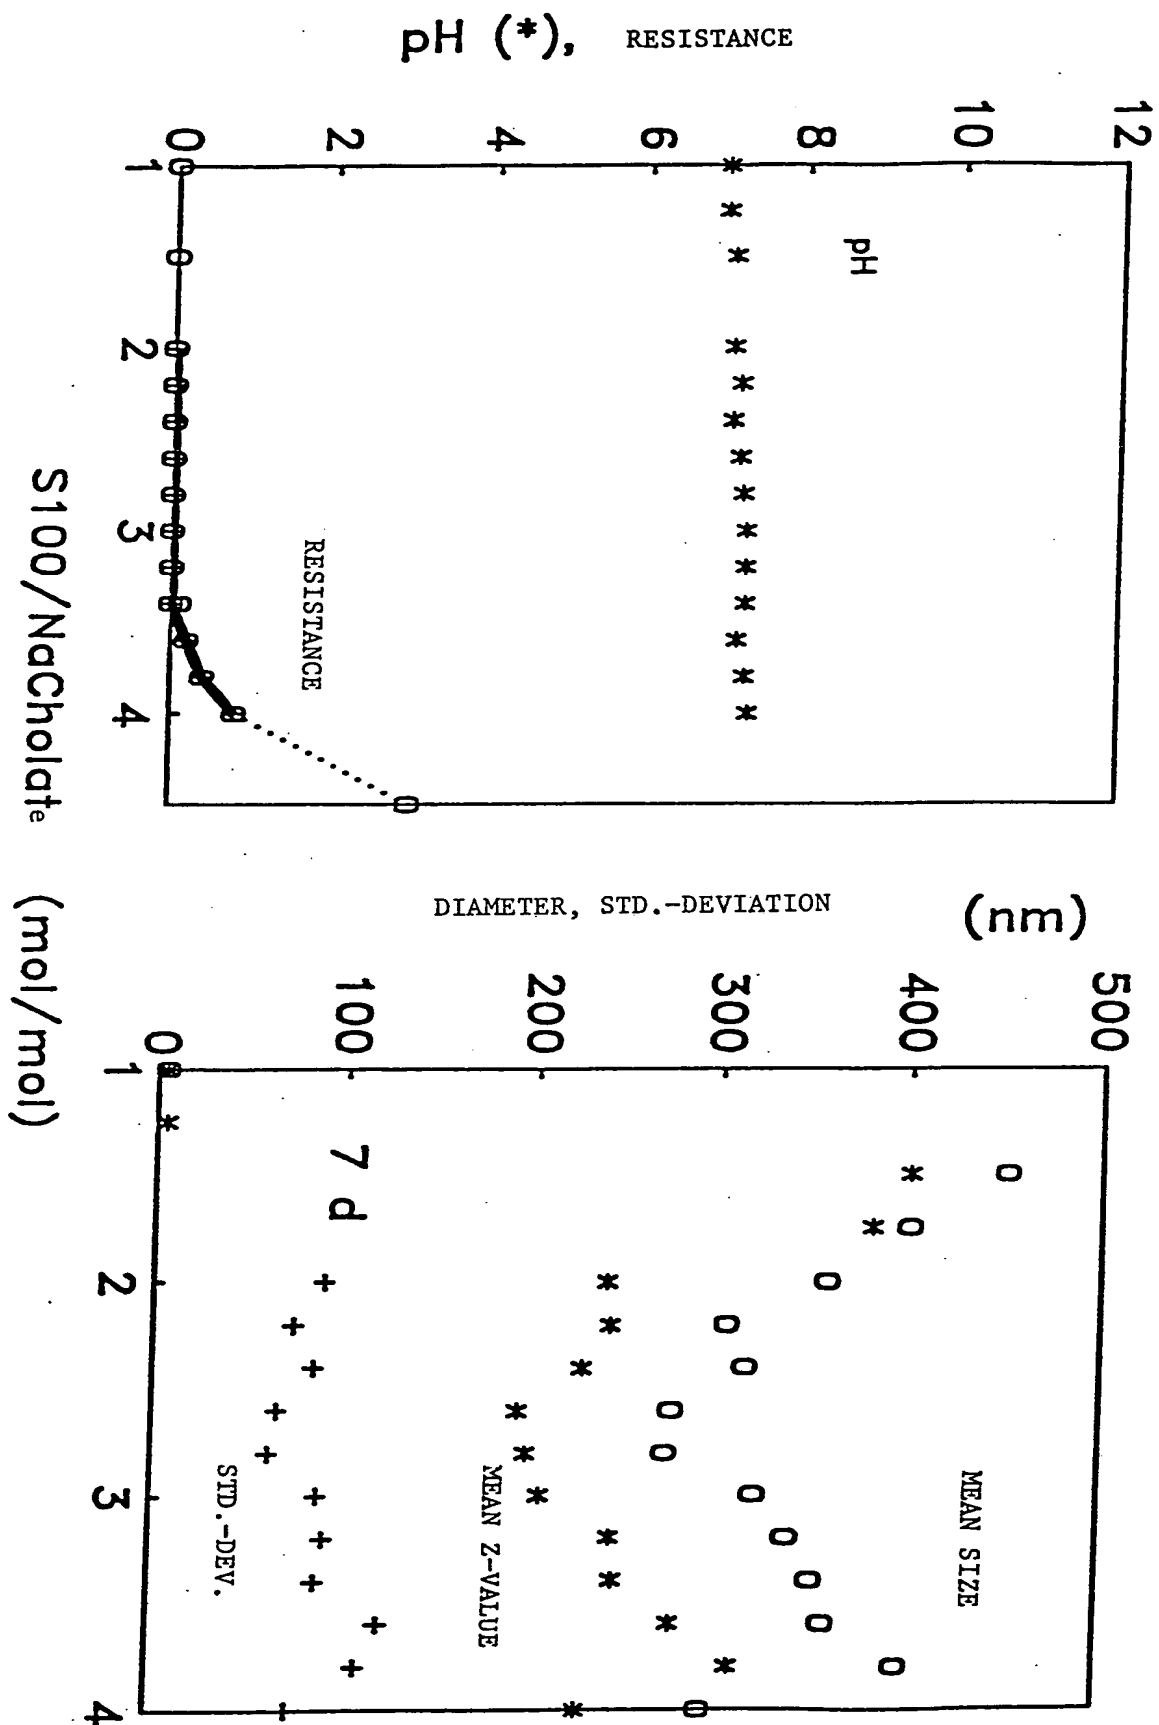 pH (*), RESISTANCE
12
10
8
6
4
2
0
1
2
3
4
pH
RESISTANCE
S100/NaCholate (mol/mol)
DIAMETER, STD.-DEVIATION (nm)
500
400
300
200
100
0
1
2
3
4
7 d
MEAN SIZE
MEAN Z-VALUE
STD.-DEV.